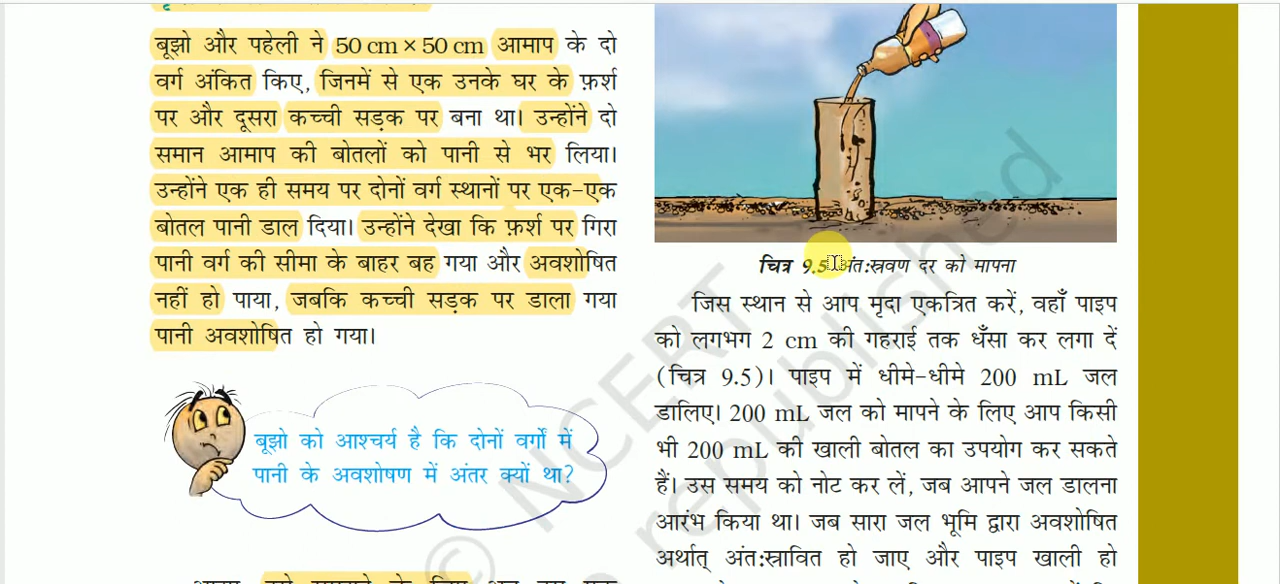 बूझो और पहेली ने 50 cm × 50 cm आमाप के दो
वर्ग अंकित किए, जिनमें से एक उनके घर के फ़र्श
पर और दूसरा कच्ची सड़क पर बना था। उन्होंने दो
समान आमाप की बोतलों को पानी से भर लिया।
उन्होंने एक ही समय पर दोनों वर्ग स्थानों पर एक-एक
बोतल पानी डाल दिया। उन्होंने देखा कि फ़र्श पर गिरा
पानी वर्ग की सीमा के बाहर बह गया और अवशोषित
नहीं हो पाया, जबकि कच्ची सड़क पर डाला गया
पानी अवशोषित हो गया।
बूझो को आश्चर्य है कि दोनों वर्गों में
पानी के अवशोषण में अंतर क्यों था?
चित्र 9.5 अंत:स्रवण दर को मापना
जिस स्थान से आप मृदा एकत्रित करें, वहाँ पाइप
को लगभग 2 cm की गहराई तक धँसा कर लगा दें
(चित्र 9.5)। पाइप में धीमे-धीमे 200 mL जल
डालिए। 200 mL जल को मापने के लिए आप किसी
भी 200 mL की खाली बोतल का उपयोग कर सकते
हैं। उस समय को नोट कर लें, जब आपने जल डालना
आरंभ किया था। जब सारा जल भूमि द्वारा अवशोषित
अर्थात् अंत:स्रावित हो जाए और पाइप खाली हो
© NCERT
republished